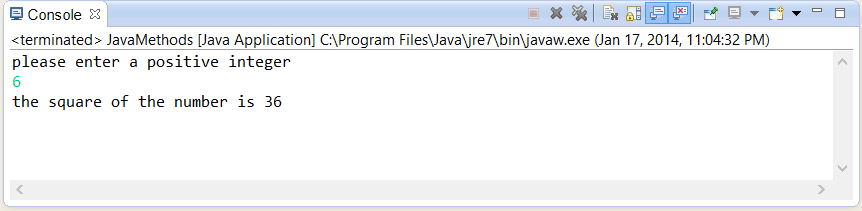 Console
<terminated> JavaMethods [Java Application] C:\Program Files\Java\jre7\bin\javaw.exe (Jan 17, 2014, 11:04:32 PM)
please enter a positive integer
6
the square of the number is 36